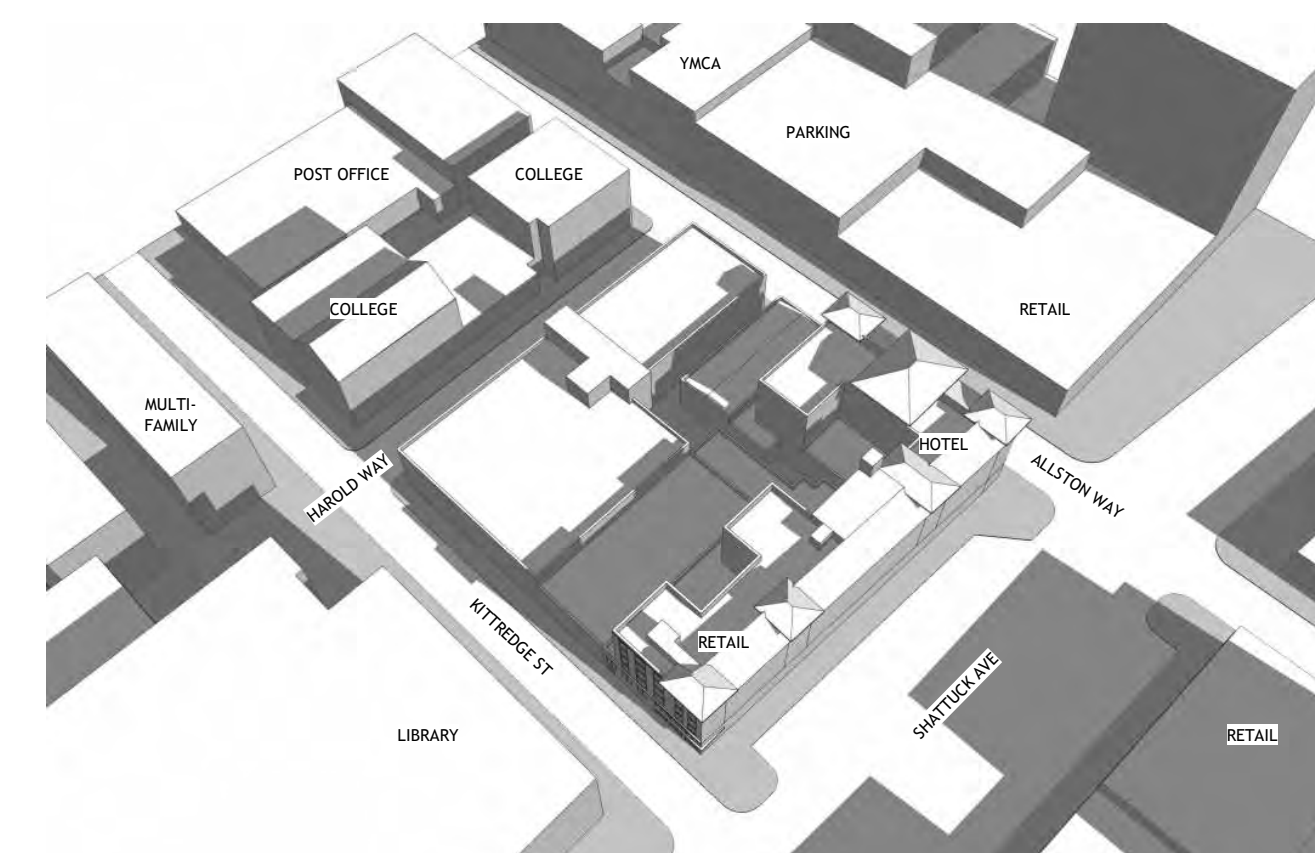 YMCA
PARKING
POST OFFICE
COLLEGE
COLLEGE
RETAIL
MULTI-
FAMILY
HOTEL
HAROLD WAY
ALLSTON WAY
KITTREDGE ST
RETAIL
SHATTUCK AVE
LIBRARY
RETAIL